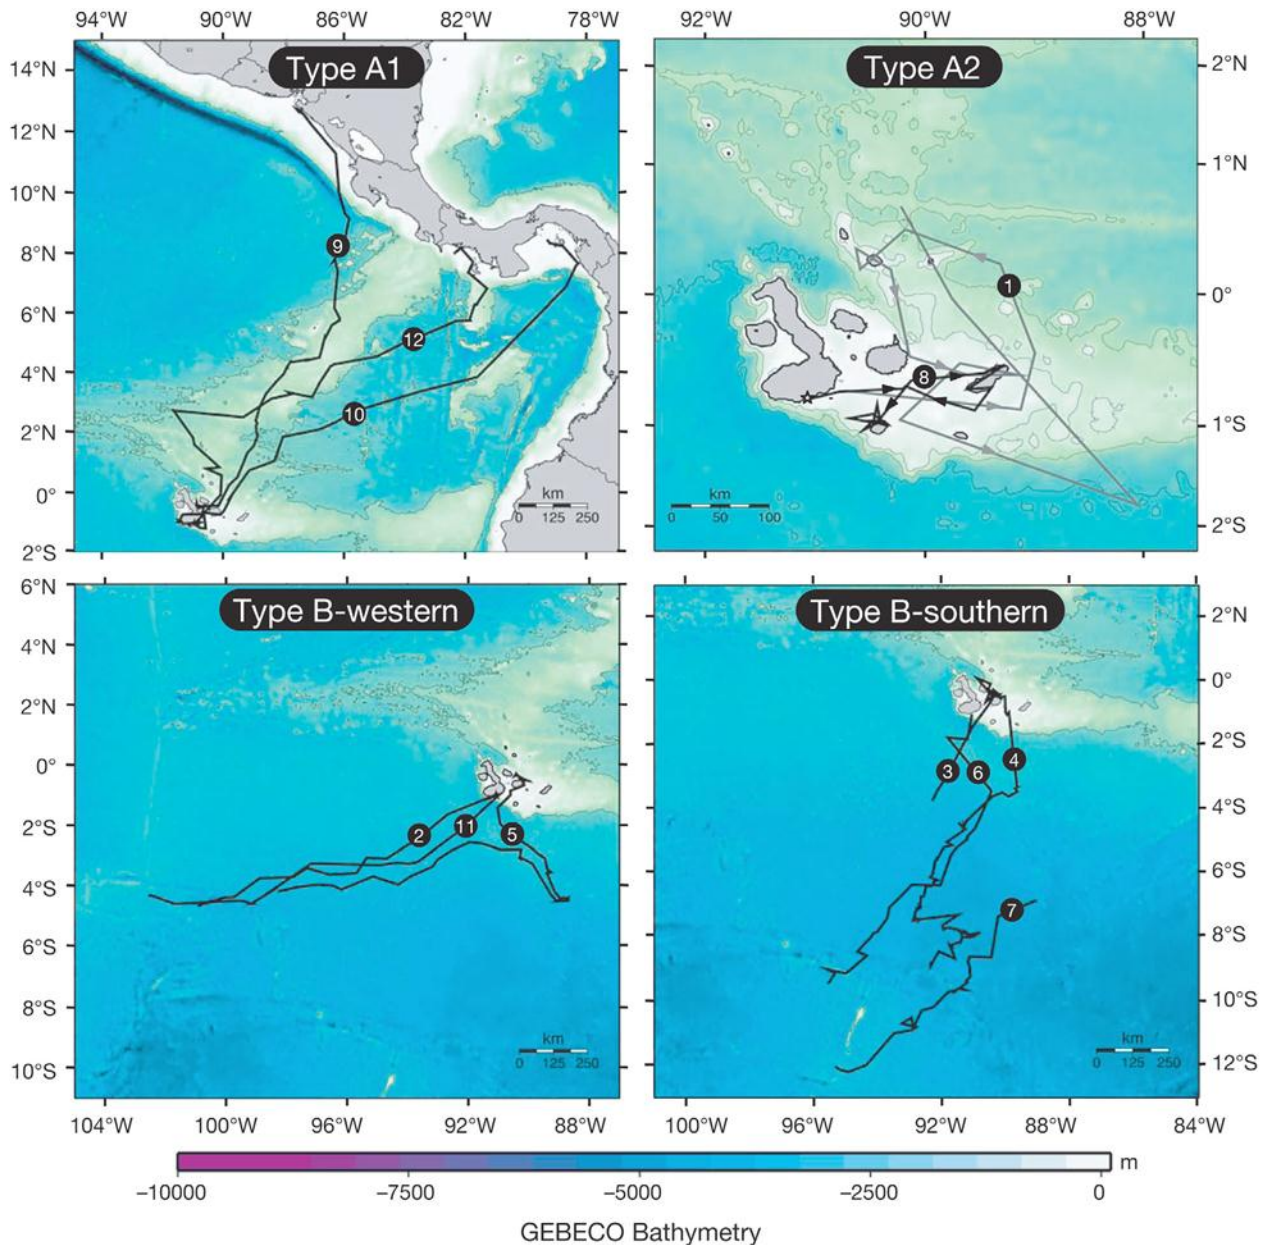 94°W 90°W 86°W 82°W 78°W
92°W 90°W 88°W
Type A1
14°N
12°N
10°N
8°N
6°N
4°N
2°N
0°
2°S
9
12
10
km
0 125 250
Type A2
2°N
1°N
0°
1°S
2°S
1
8
km
0 50 100
Type B-western
6°N
4°N
2°N
0°
2°S
4°S
6°S
8°S
10°S
2
11
5
km
0 125 250
104°W 100°W 96°W 92°W 88°W
Type B-southern
2°N
0°
2°S
4°S
6°S
8°S
10°S
12°S
3
6
4
7
km
0 125 250
100°W 96°W 92°W 88°W 84°W
m
−10000 −7500 −5000 −2500 0
GEBECO Bathymetry